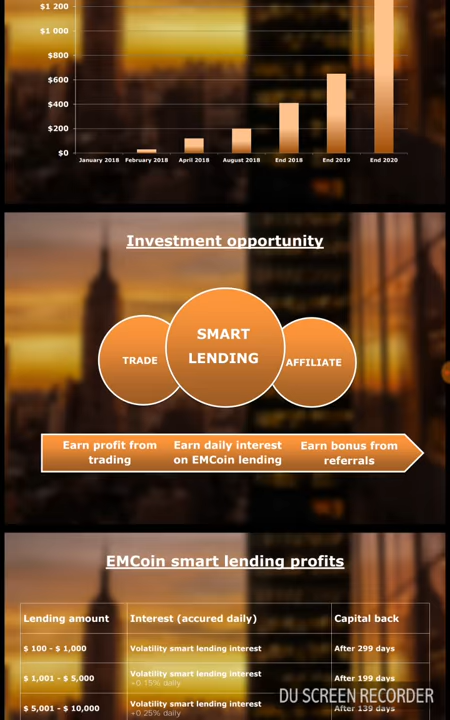 $1 200
$1 000
$800
$600
$400
$200
$0
January 2018 February 2018 April 2018 August 2018 End 2018 End 2019 End 2020
Investment opportunity
TRADE
SMART
LENDING
AFFILIATE
Earn profit from
trading
Earn daily interest
on EMCoin lending
Earn bonus from
referrals
EMCoin smart lending profits
Lending amount Interest (accured daily) Capital back
$ 100 - $ 1,000 Volatility smart lending interest After 299 days
$ 1,001 - $ 5,000 Volatility smart lending interest After 199 days
+0.15% daily
$ 5,001 - $ 10,000 Volatility smart lending interest After 139 days
+0.25% daily
DU SCREEN RECORDER